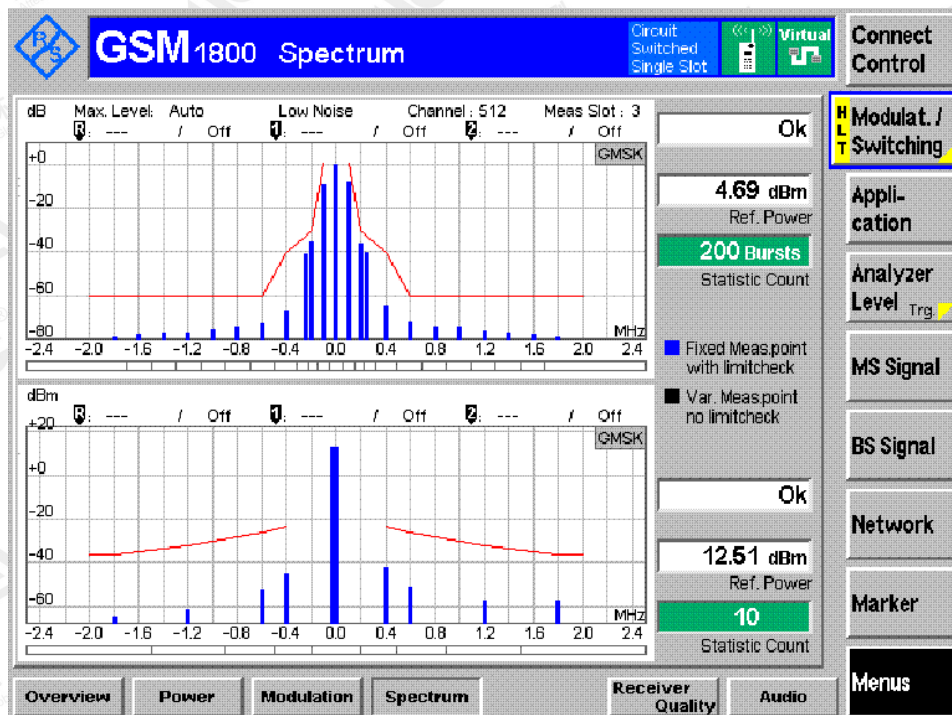 R/S
GSM 1800 Spectrum
Circuit
Switched
Single Slot
Virtual
Connect
Control
dB Max. Level: Auto Low Noise Channel : 512 Meas Slot : 3
R: --- / Off 1: --- / Off 2: --- / Off
GMSK
+0
-20
-40
-60
-80
MHz
-2.4 -2.0 -1.6 -1.2 -0.8 -0.4 0.0 0.4 0.8 1.2 1.6 2.0 2.4
Ok
4.69 dBm
Ref. Power
200 Bursts
Statistic Count
Fixed Meas.point
with limitcheck
Var. Meas.point
no limitcheck
dBm
R: --- / Off 1: --- / Off 2: --- / Off
GMSK
+20
+0
-20
-40
-60
MHz
-2.4 -2.0 -1.6 -1.2 -0.8 -0.4 0.0 0.4 0.8 1.2 1.6 2.0 2.4
Ok
12.51 dBm
Ref. Power
10
Statistic Count
H
L
T
Modulat. /
Switching
Appli-
cation
Analyzer
Level Trg.
MS Signal
BS Signal
Network
Marker
Menus
Overview Power Modulation Spectrum Receiver
Quality Audio